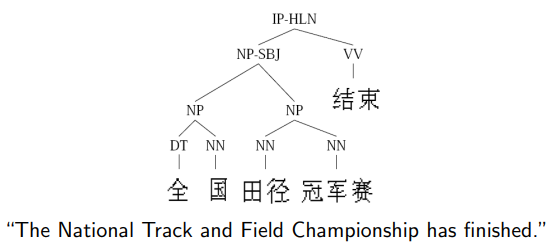 IP-HLN
NP-SBJ VV
结束
NP NP
DT NN NN NN
全 国 田径 冠军赛
“The National Track and Field Championship has finished.”